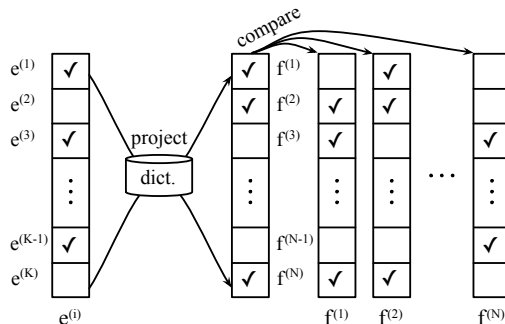 compare
e(1) ✓ ✓ f(1) ✓
e(2) ✓ f(2) ✓ ✓
e(3) ✓ f(3) ✓ ✓
project
dict.
⋮ ⋮ ⋮ ⋮ ... ⋮
e(K-1) ✓ f(N-1) ✓
e(K) ✓ f(N) ✓ ✓
e(i) f(1) f(2) f(N)